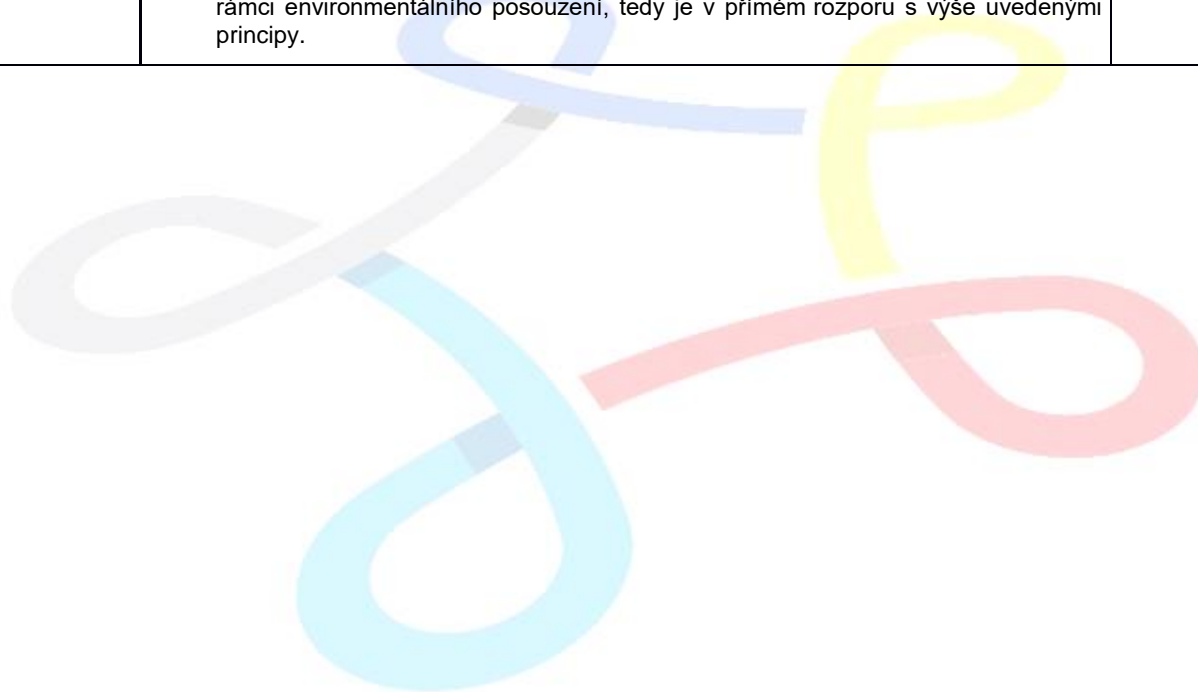 rámci environmentálního posouzení, tedy je v přímém rozporu s výše uvedenými
principy.